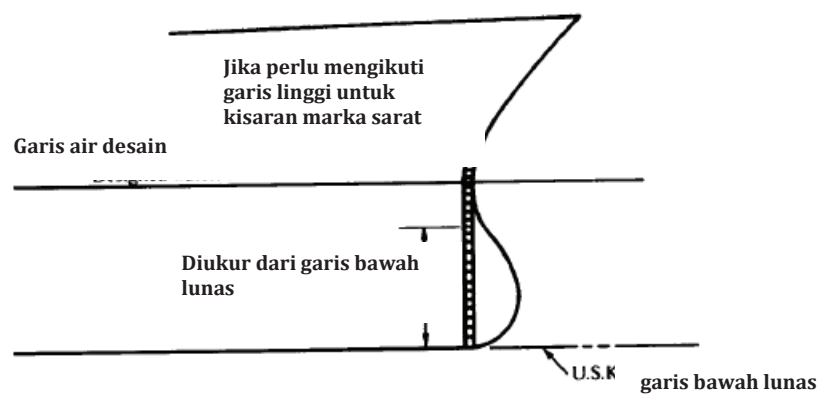 Jika perlu mengikuti
garis linggi untuk
kisaran marka sarat
Garis air desain
Diukur dari garis bawah
lunas
U.S.K
garis bawah lunas